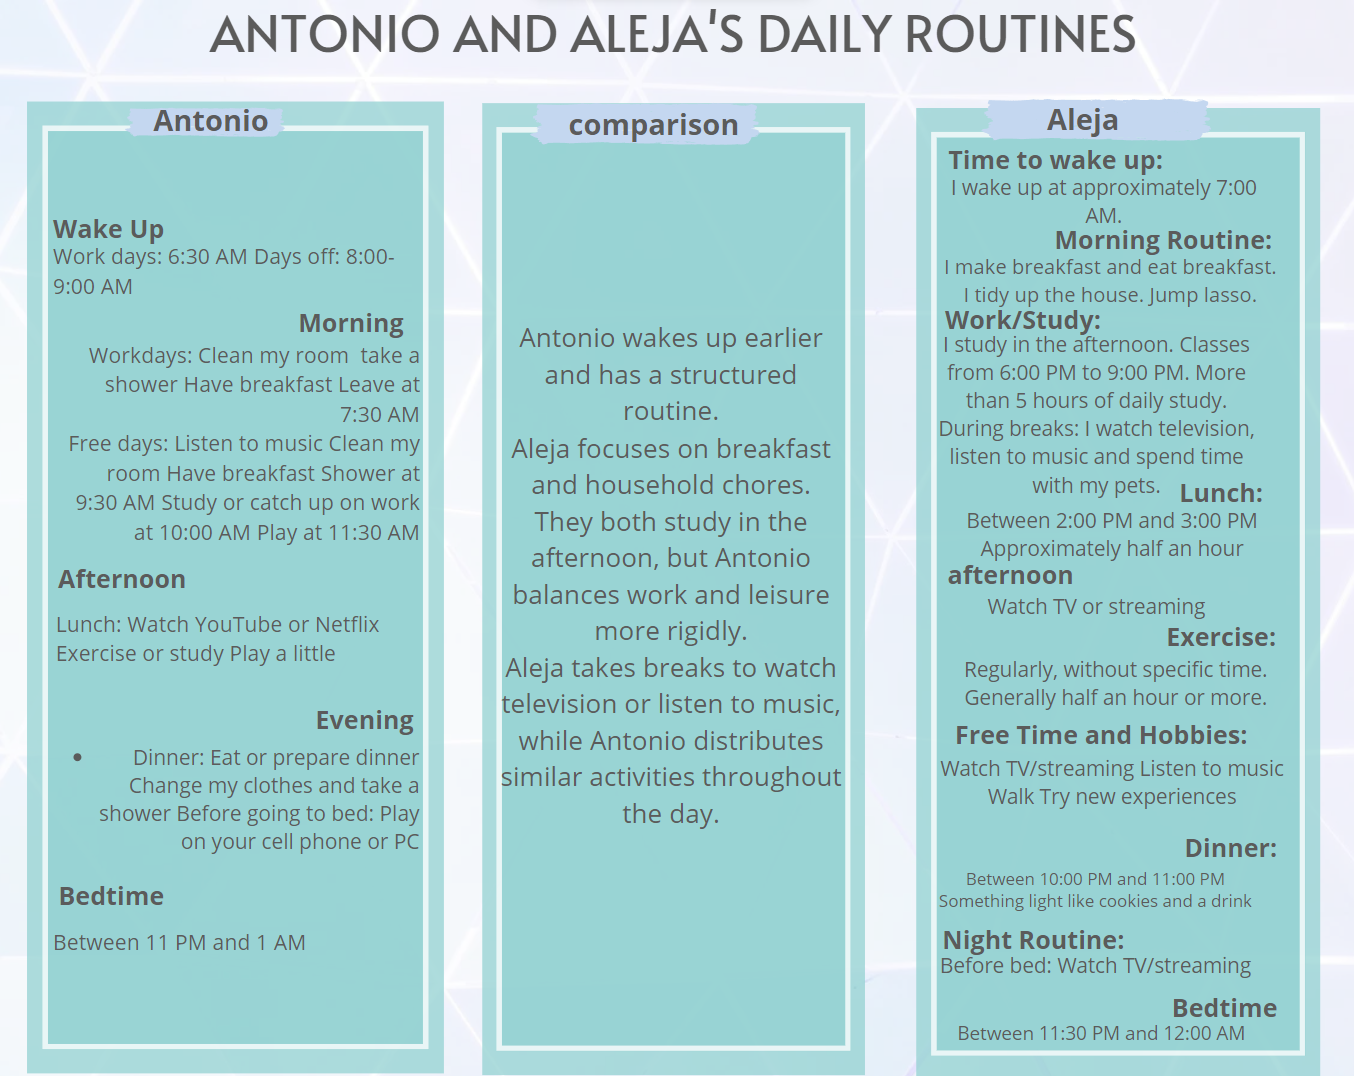 ANTONIO AND ALEJA'S DAILY ROUTINES
Antonio
Wake Up
Work days: 6:30 AM Days off: 8:00-
9:00 AM
Morning
Workdays: Clean my room take a
shower Have breakfast Leave at
7:30 AM
Free days: Listen to music Clean my
room Have breakfast Shower at
9:30 AM Study or catch up on work
at 10:00 AM Play at 11:30 AM
Afternoon
Lunch: Watch YouTube or Netflix
Exercise or study Play a little
Evening
• Dinner: Eat or prepare dinner
Change my clothes and take a
shower Before going to bed: Play
on your cell phone or PC
Bedtime
Between 11 PM and 1 AM
comparison
Antonio wakes up earlier
and has a structured
routine.
Aleja focuses on breakfast
and household chores.
They both study in the
afternoon, but Antonio
balances work and leisure
more rigidly.
Aleja takes breaks to watch
television or listen to music,
while Antonio distributes
similar activities throughout
the day.
Aleja
Time to wake up:
I wake up at approximately 7:00
AM.
Morning Routine:
I make breakfast and eat breakfast.
I tidy up the house. Jump lasso.
Work/Study:
I study in the afternoon. Classes
from 6:00 PM to 9:00 PM. More
than 5 hours of daily study.
During breaks: I watch television,
listen to music and spend time
with my pets.
Lunch:
Between 2:00 PM and 3:00 PM
Approximately half an hour
afternoon
Watch TV or streaming
Exercise:
Regularly, without specific time.
Generally half an hour or more.
Free Time and Hobbies:
Watch TV/streaming Listen to music
Walk Try new experiences
Dinner:
Between 10:00 PM and 11:00 PM
Something light like cookies and a drink
Night Routine:
Before bed: Watch TV/streaming
Bedtime
Between 11:30 PM and 12:00 AM